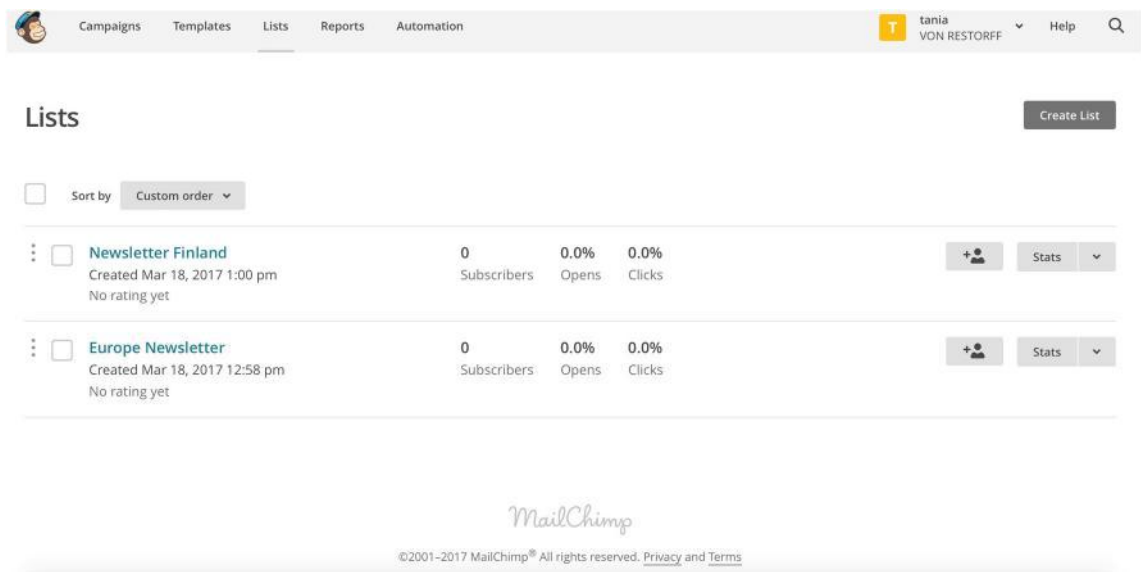 Campaigns Templates Lists Reports Automation T tania Help
VON RESTORFF
Lists Create List
Sort by Custom order
Newsletter Finland 0 0.0% 0.0% Stats
Created Mar 18, 2017 1:00 pm Subscribers Opens Clicks
No rating yet
Europe Newsletter 0 0.0% 0.0% Stats
Created Mar 18, 2017 12:58 pm Subscribers Opens Clicks
No rating yet
MailChimp
©2001–2017 MailChimp® All rights reserved. Privacy and Terms